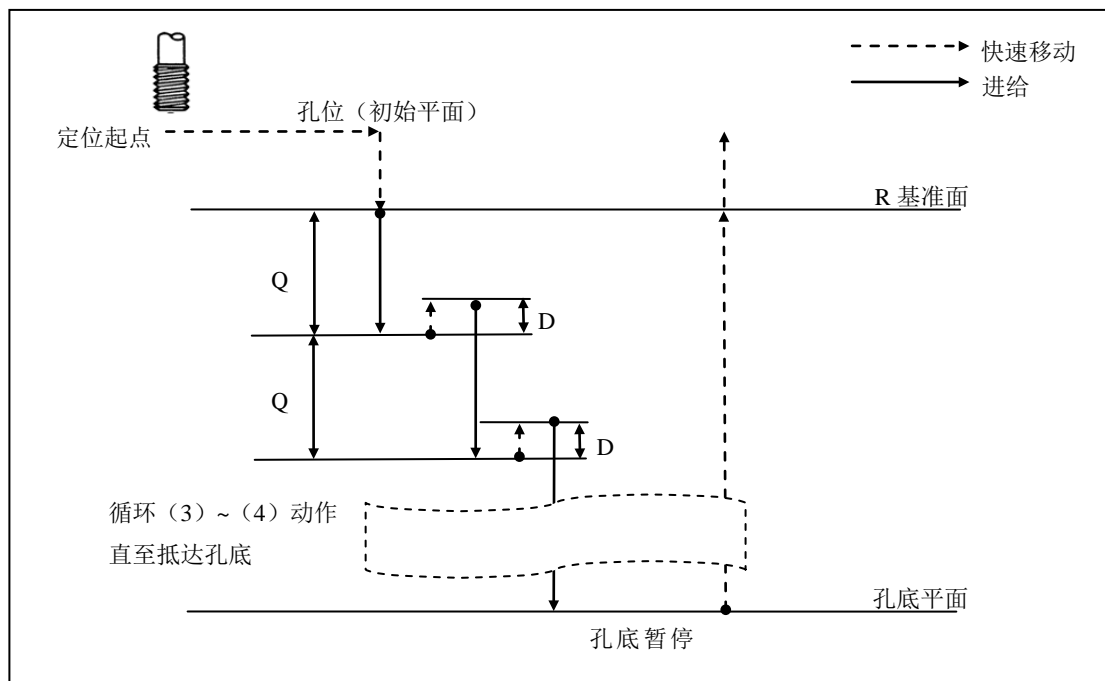 快速移动
进给
孔位（初始平面）
定位起点
R 基准面
Q
D
Q
D
循环（3）~（4）动作
直至抵达孔底
孔底平面
孔底暂停